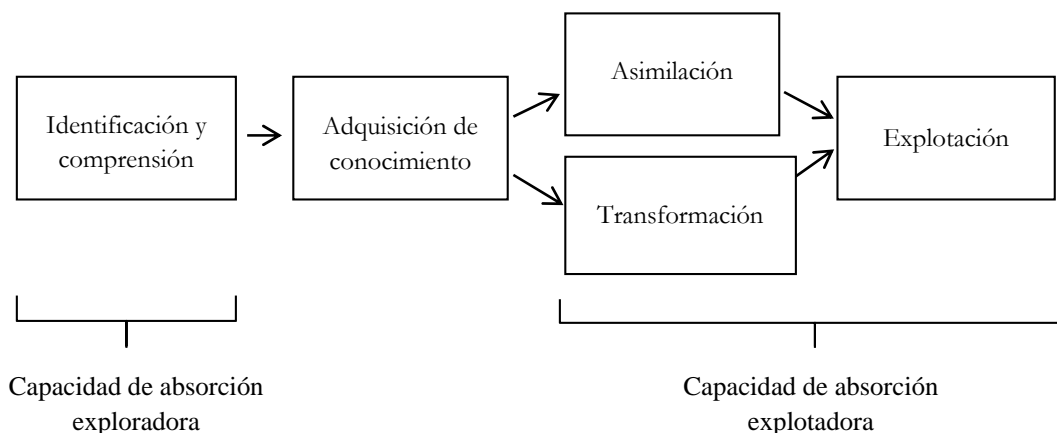 Identificación y
comprensión
Adquisición de
conocimiento
Asimilación
Transformación
Explotación
Capacidad de absorción
exploradora
Capacidad de absorción
explotadora